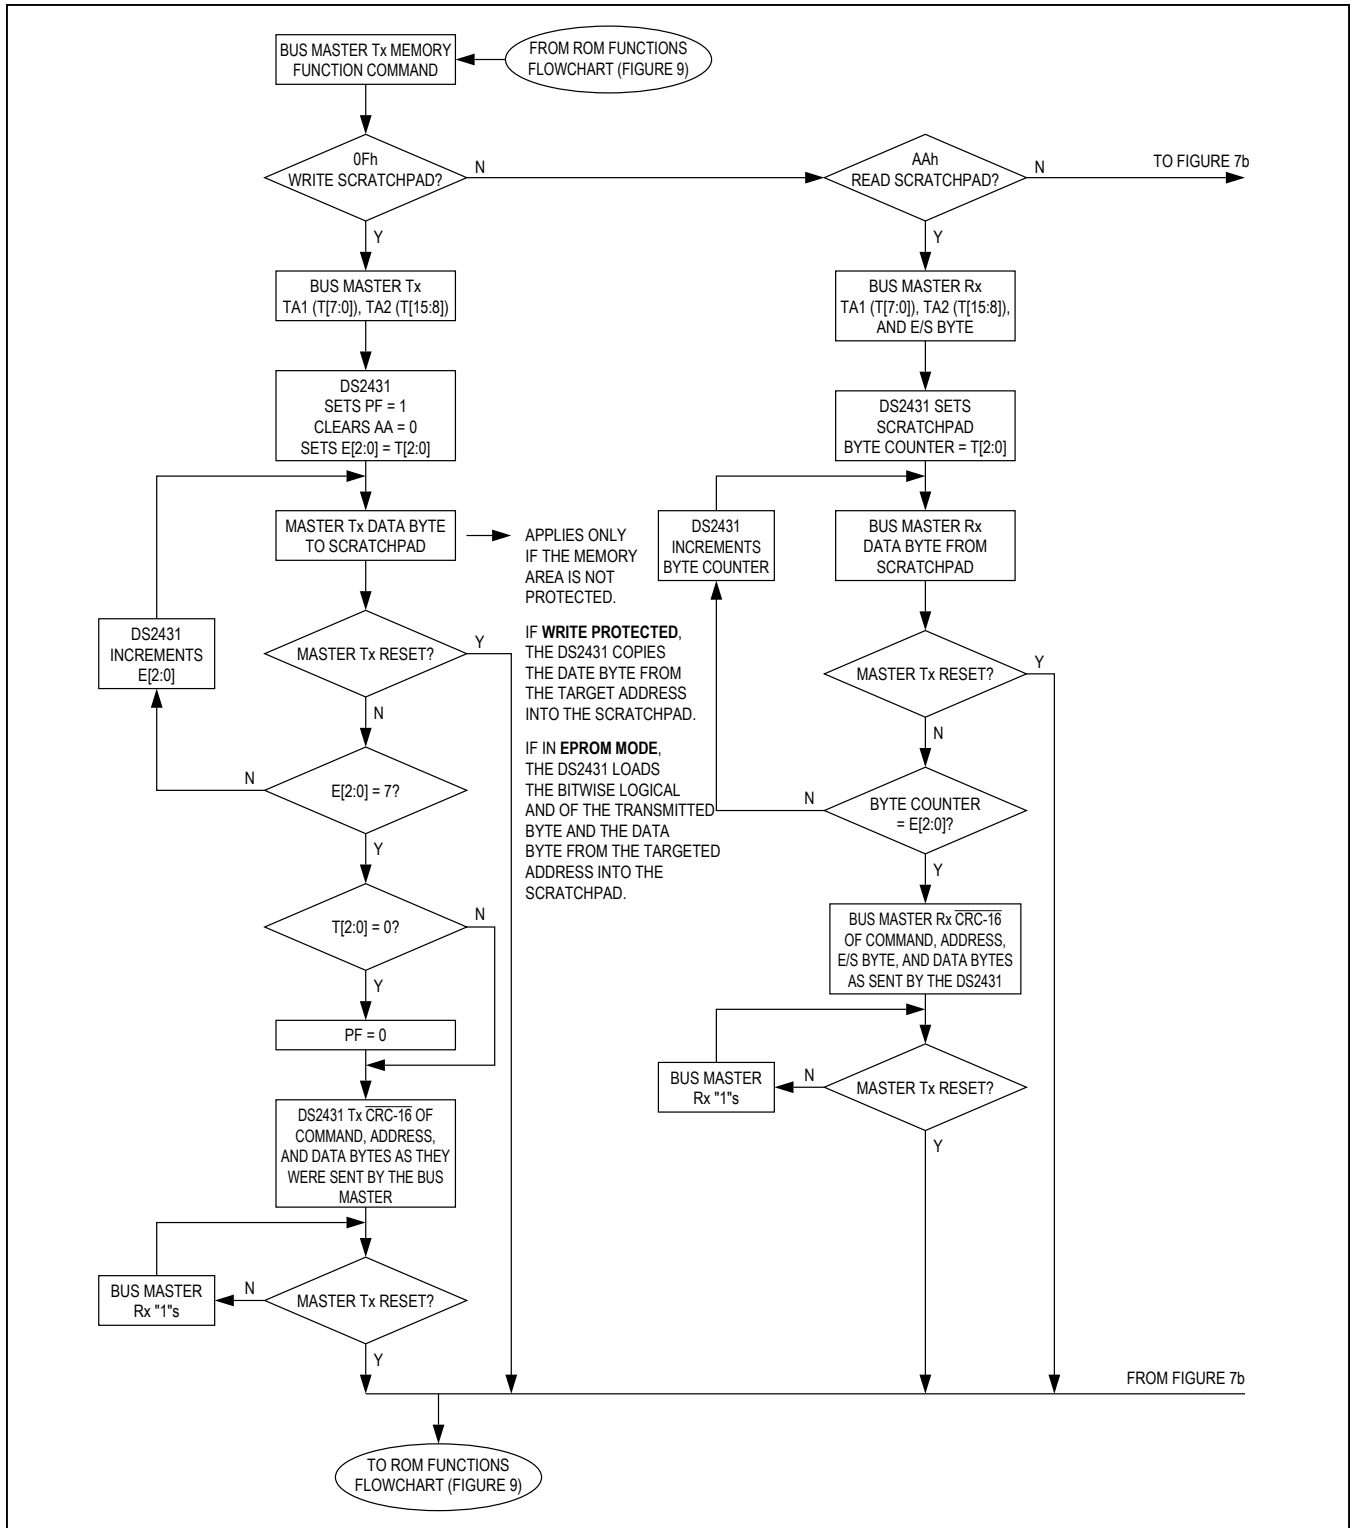 BUS MASTER Tx MEMORY
FUNCTION COMMAND
FROM ROM FUNCTIONS
FLOWCHART (FIGURE 9)
0Fh
WRITE SCRATCHPAD?
N
Y
AAh
READ SCRATCHPAD?
N
Y
TO FIGURE 7b
BUS MASTER Tx
TA1 (T[7:0]), TA2 (T[15:8])
DS2431
SETS PF = 1
CLEARS AA = 0
SETS E[2:0] = T[2:0]
MASTER Tx DATA BYTE
TO SCRATCHPAD
APPLIES ONLY
IF THE MEMORY
AREA IS NOT
PROTECTED.
IF WRITE PROTECTED,
THE DS2431 COPIES
THE DATE BYTE FROM
THE TARGET ADDRESS
INTO THE SCRATCHPAD.
IF IN EPROM MODE,
THE DS2431 LOADS
THE BITWISE LOGICAL
AND OF THE TRANSMITTED
BYTE AND THE DATA
BYTE FROM THE TARGETED
ADDRESS INTO THE
SCRATCHPAD.
DS2431
INCREMENTS
E[2:0]
MASTER Tx RESET?
Y
N
E[2:0] = 7?
N
Y
T[2:0] = 0?
N
Y
PF = 0
DS2431 Tx CRC-16 OF
COMMAND, ADDRESS,
AND DATA BYTES AS THEY
WERE SENT BY THE BUS
MASTER
BUS MASTER
Rx "1"s
N
MASTER Tx RESET?
Y
BUS MASTER Rx
TA1 (T[7:0]), TA2 (T[15:8]),
AND E/S BYTE
DS2431 SETS
SCRATCHPAD
BYTE COUNTER = T[2:0]
DS2431
INCREMENTS
BYTE COUNTER
BUS MASTER Rx
DATA BYTE FROM
SCRATCHPAD
MASTER Tx RESET?
Y
N
BYTE COUNTER
= E[2:0]?
N
Y
BUS MASTER Rx CRC-16
OF COMMAND, ADDRESS,
E/S BYTE, AND DATA BYTES
AS SENT BY THE DS2431
BUS MASTER
Rx "1"s
N
MASTER Tx RESET?
Y
FROM FIGURE 7b
TO ROM FUNCTIONS
FLOWCHART (FIGURE 9)